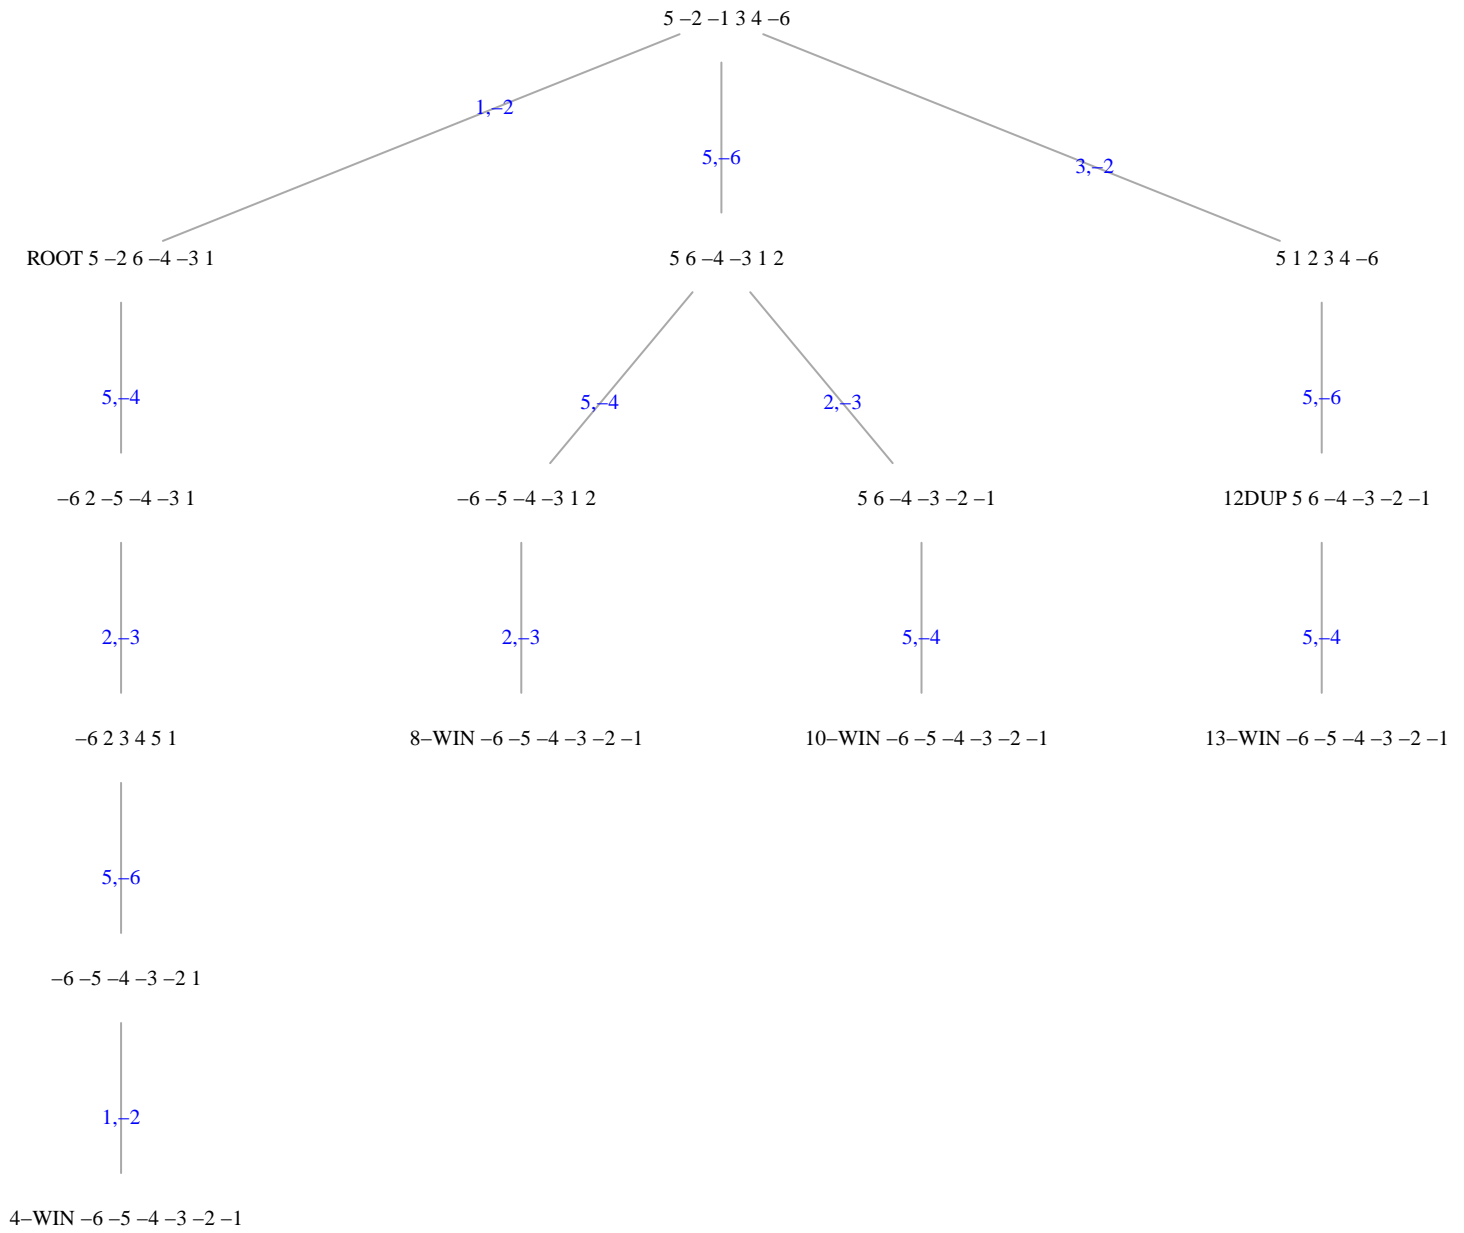 5 –2 –1 3 4 –6
1,–2
5,–6
3,–2
ROOT 5 –2 6 –4 –3 1
5 6 –4 –3 1 2
5 1 2 3 4 –6
5,–4
5,–4
2,–3
5,–6
–6 2 –5 –4 –3 1
–6 –5 –4 –3 1 2
5 6 –4 –3 –2 –1
12DUP 5 6 –4 –3 –2 –1
2,–3
2,–3
5,–4
5,–4
–6 2 3 4 5 1
8–WIN –6 –5 –4 –3 –2 –1
10–WIN –6 –5 –4 –3 –2 –1
13–WIN –6 –5 –4 –3 –2 –1
5,–6
–6 –5 –4 –3 –2 1
1,–2
4–WIN –6 –5 –4 –3 –2 –1